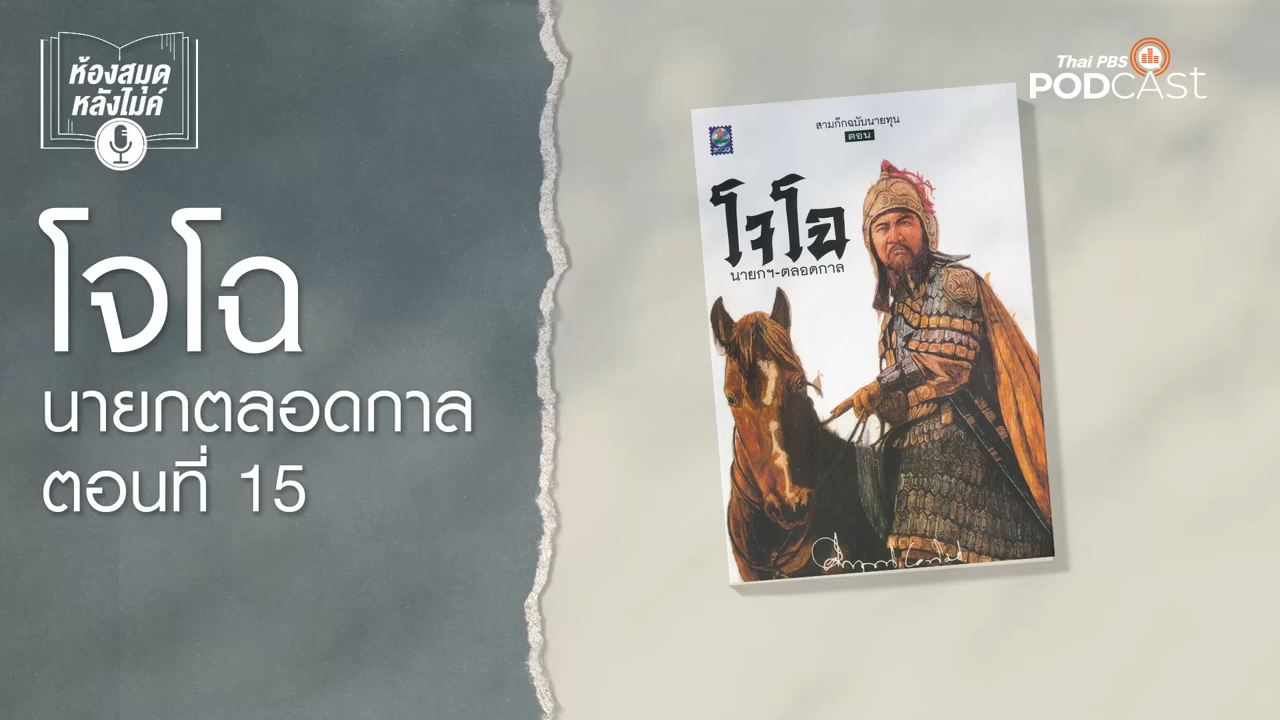 ห้องสมุด
หลังไมค์
โจโฉ
นายกตลอดกาล
ตอนที่ 15
Thai PBS
PODCAST
สามก๊กฉบับนายทุน
ตอน
โจโฉ
นายกฯ-ตลอดกาล